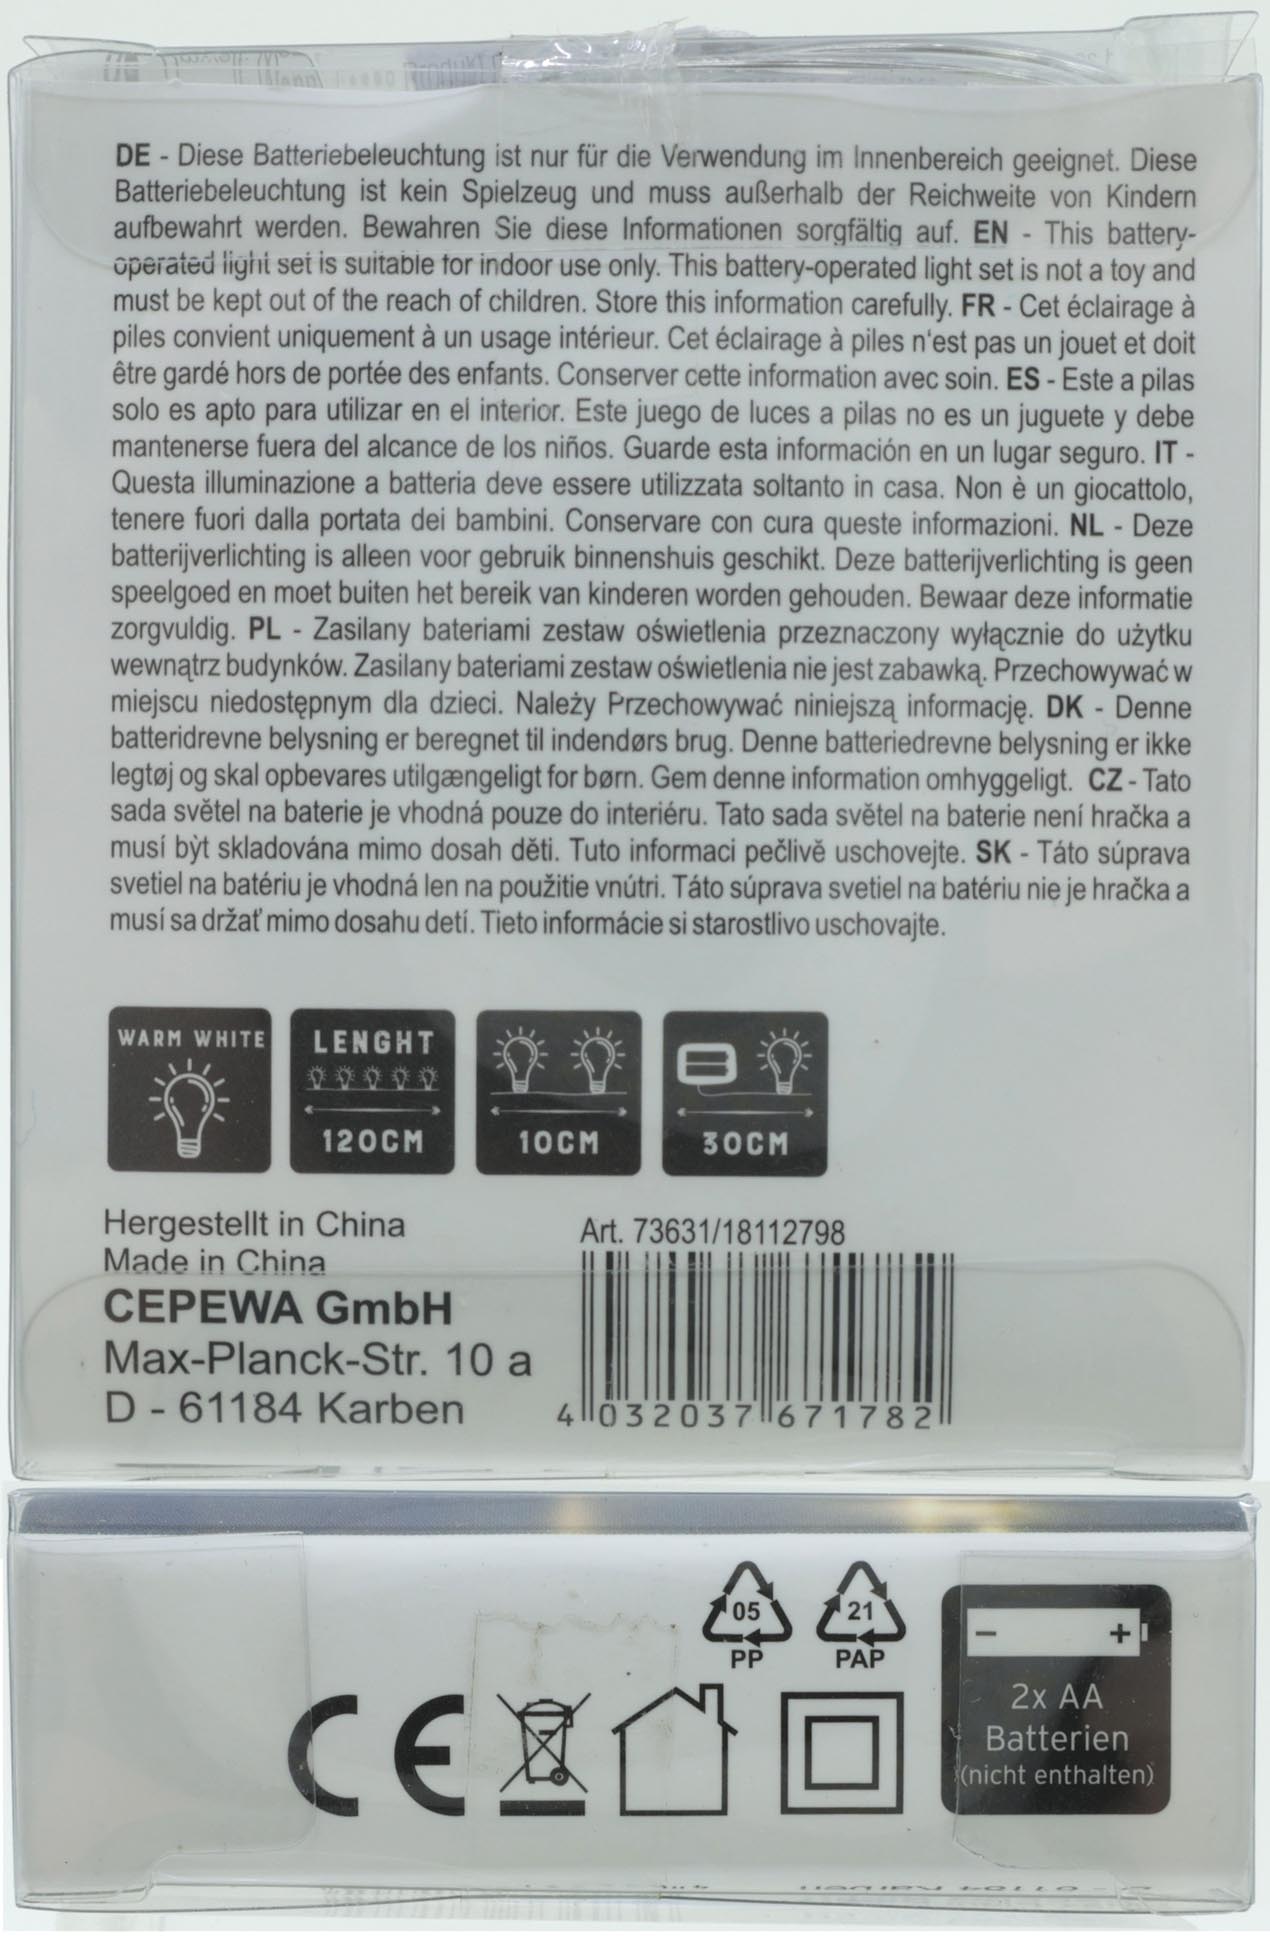 DE - Diese Batteriebeleuchtung ist nur für die Verwendung im Innenbereich geeignet. Diese
Batteriebeleuchtung ist kein Spielzeug und muss außerhalb der Reichweite von Kindern
aufbewahrt werden. Bewahren Sie diese Informationen sorgfältig auf. EN - This battery-
operated light set is suitable for indoor use only. This battery-operated light set is not a toy and
must be kept out of the reach of children. Store this information carefully. FR - Cet éclairage à
piles convient uniquement à un usage intérieur. Cet éclairage à piles n'est pas un jouet et doit
être gardé hors de portée des enfants. Conserver cette information avec soin. ES - Este a pilas
solo es apto para utilizar en el interior. Este juego de luces a pilas no es un juguete y debe
mantenerse fuera del alcance de los niños. Guarde esta información en un lugar seguro. IT -
Questa illuminazione a batteria deve essere utilizzata soltanto in casa. Non è un giocattolo,
tenere fuori dalla portata dei bambini. Conservare con cura queste informazioni. NL - Deze
batterijverlichting is alleen voor gebruik binnenshuis geschikt. Deze batterijverlichting is geen
speelgoed en moet buiten het bereik van kinderen worden gehouden. Bewaar deze informatie
zorgvuldig. PL - Zasilany bateriami zestaw oświetlenia przeznaczony wyłącznie do użytku
wewnątrz budynków. Zasilany bateriami zestaw oświetlenia nie jest zabawką. Przechowywać w
miejscu niedostępnym dla dzieci. Należy Przechowywać niniejszą informację. DK - Denne
batteridrevne belysning er beregnet til indendørs brug. Denne batteriedrevne belysning er ikke
legtøj og skal opbevares utilgængeligt for børn. Gem denne information omhyggeligt. CZ - Tato
sada světel na baterie je vhodná pouze do interiéru. Tato sada světel na baterie není hračka a
musí bỳt skladována mimo dosah děti. Tuto informaci pečlivě uschovejte. SK - Táto súprava
svetiel na batériu je vhodná len na použitie vnútri. Táto súprava svetiel na batériu nie je hračka a
musí sa držať mimo dosahu detí. Tieto informácie si starostlivo uschovajte.
WARM WHITE
LENGHT
120CM
10CM
30CM
Hergestellt in China
Made in China
CEPEWA GmbH
Max-Planck-Str. 10 a
D - 61184 Karben
Art. 73631/18112798
4 032037 671782
05
PP
21
PAP
CE
- +
2x AA
Batterien
(nicht enthalten)